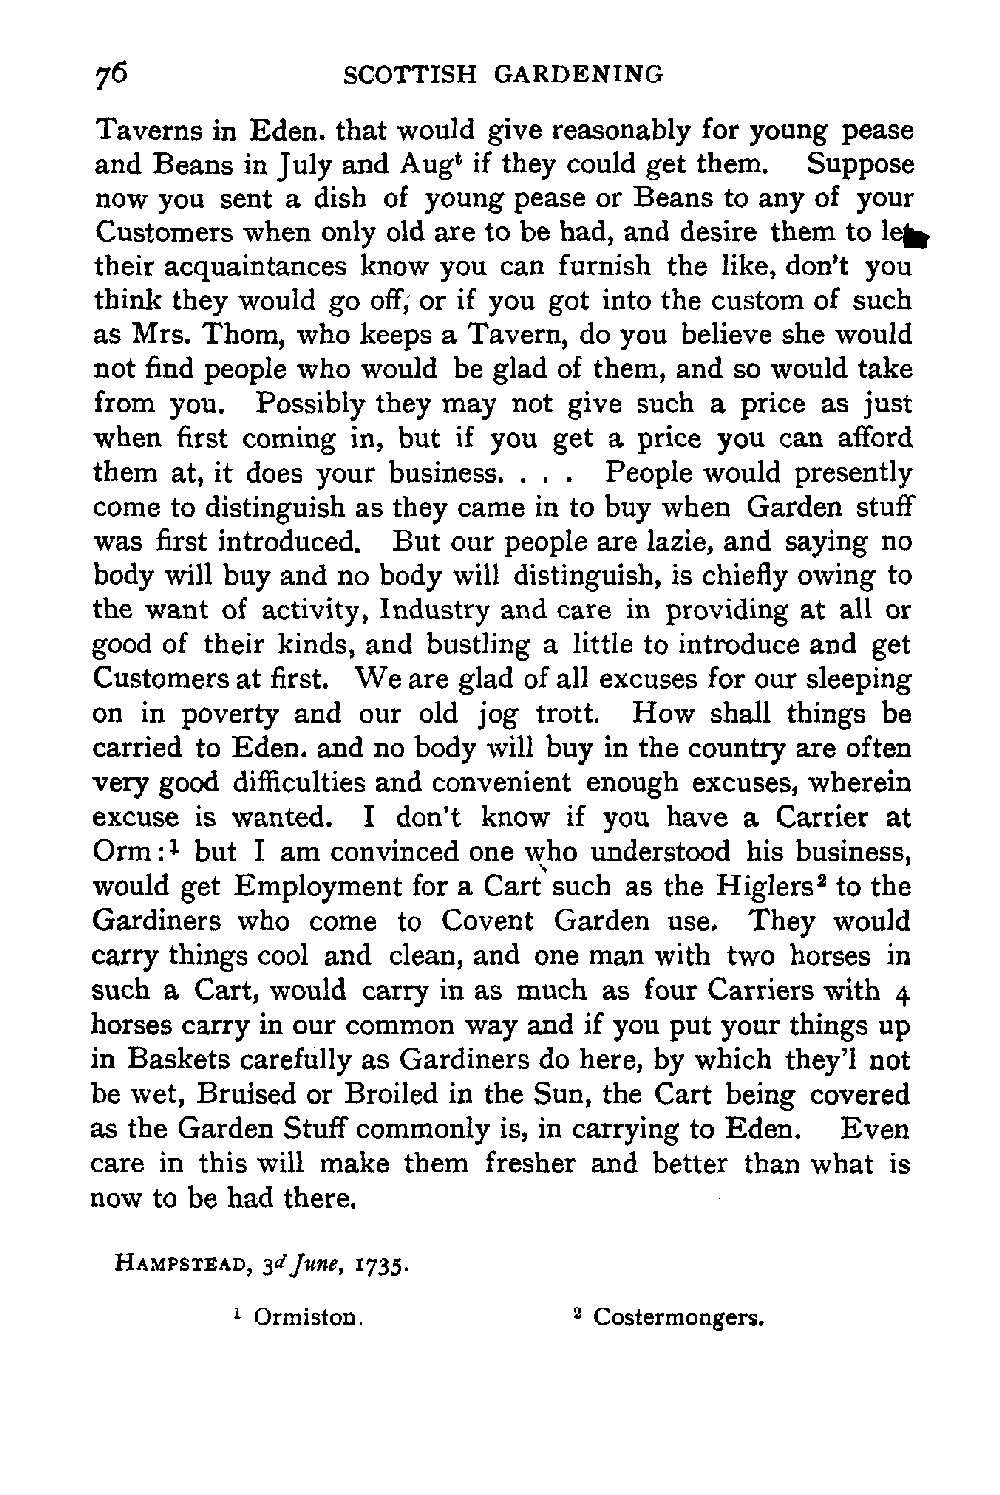 76 SCOTTISH GARDENING
Taverns in Eden. that would give reasonably for young pease
and Beans in July and Augᵗ if they could get them. Suppose
now you sent a dish of young pease or Beans to any of your
Customers when only old are to be had, and desire them to let
their acquaintances know you can furnish the like, don't you
think they would go off, or if you got into the custom of such
as Mrs. Thom, who keeps a Tavern, do you believe she would
not find people who would be glad of them, and so would take
from you. Possibly they may not give such a price as just
when first coming in, but if you get a price you can afford
them at, it does your business. . . . People would presently
come to distinguish as they came in to buy when Garden stuff
was first introduced. But our people are lazie, and saying no
body will buy and no body will distinguish, is chiefly owing to
the want of activity, Industry and care in providing at all or
good of their kinds, and bustling a little to introduce and get
Customers at first. We are glad of all excuses for our sleeping
on in poverty and our old jog trott. How shall things be
carried to Eden. and no body will buy in the country are often
very good difficulties and convenient enough excuses, wherein
excuse is wanted. I don't know if you have a Carrier at
Orm :¹ but I am convinced one who understood his business,
would get Employment for a Cart such as the Higlers² to the
Gardiners who come to Covent Garden use. They would
carry things cool and clean, and one man with two horses in
such a Cart, would carry in as much as four Carriers with 4
horses carry in our common way and if you put your things up
in Baskets carefully as Gardiners do here, by which they'l not
be wet, Bruised or Broiled in the Sun, the Cart being covered
as the Garden Stuff commonly is, in carrying to Eden. Even
care in this will make them fresher and better than what is
now to be had there.
HAMPSTEAD, 3ᵈ June, 1735.
¹ Ormiston. ² Costermongers.